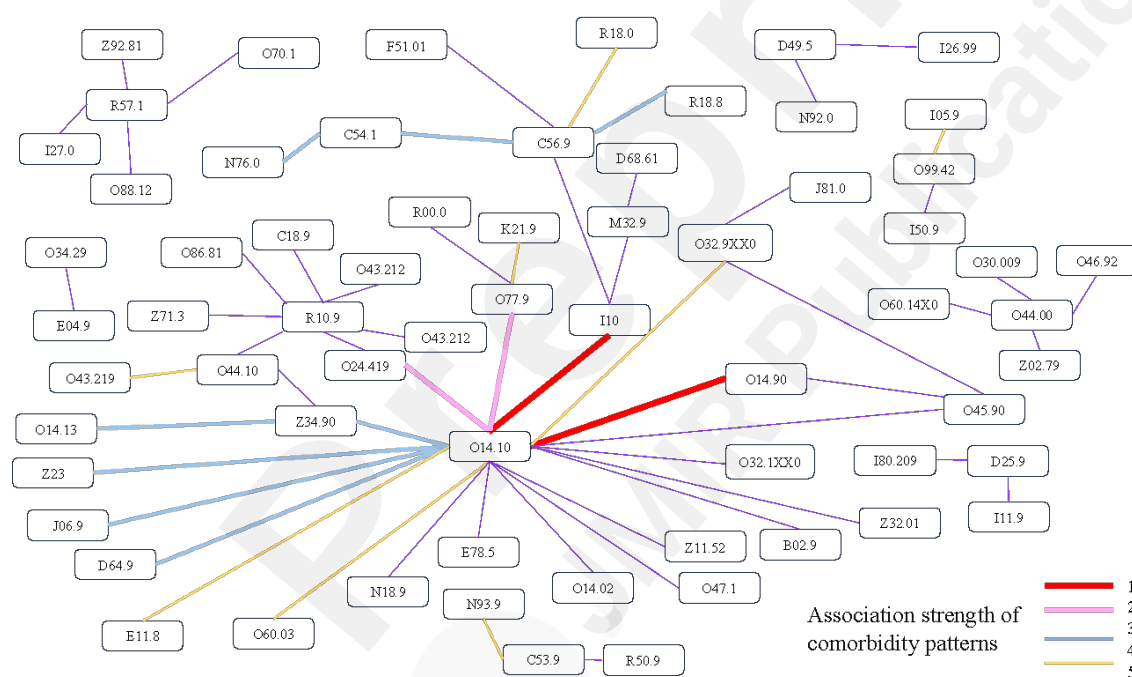 R18.0
Z92.81
F51.01
D49.5
I26.99
O70.1
R57.1
R18.8
N92.0
I05.9
C54.1
C56.9
I27.0
N76.0
D68.61
O99.42
O88.12
J81.0
R00.0
M32.9
I50.9
K21.9
C18.9
O32.9XX0
O34.29
O86.81
O30.009
O46.92
O43.212
O77.9
O60.14X0
E04.9
Z71.3
R10.9
I10
O44.00
O43.212
Z02.79
O43.219
O44.10
O24.419
O14.90
O45.90
O14.13
Z34.90
O14.10
O32.1XX0
I80.209
D25.9
Z23
J06.9
Z32.01
I11.9
D64.9
E78.5
Z11.52
B02.9
N18.9
O14.02
O47.1
E11.8
O60.03
N93.9
C53.9
R50.9
Association strength of
comorbidity patterns
1
2
3
4
5
Preprint
JMIR Publicatio